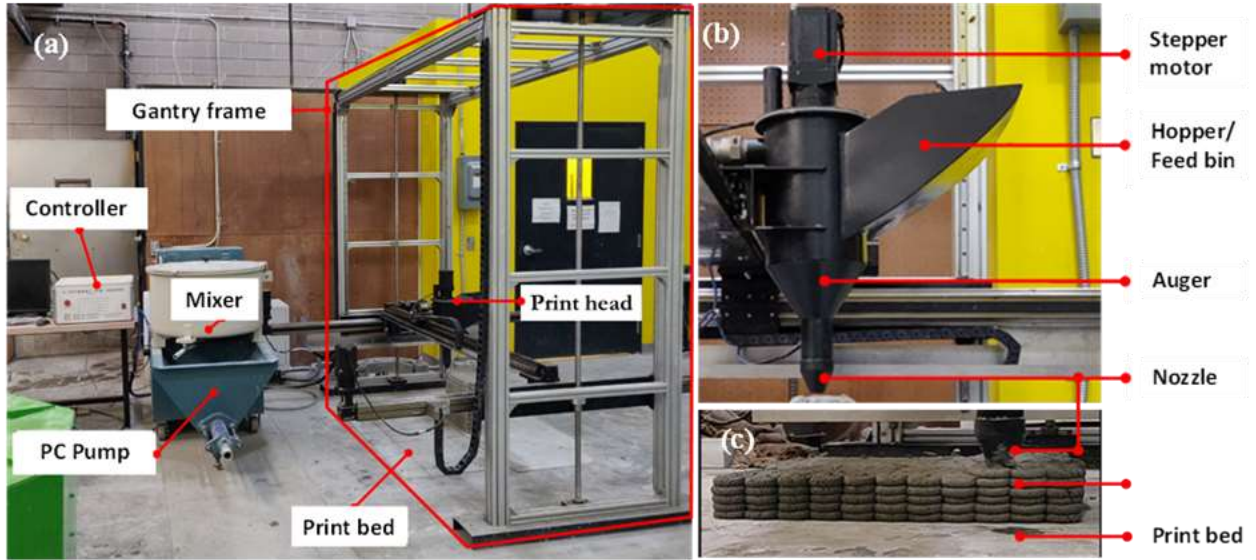 (a)
Gantry frame
Controller
Mixer
Print head
PC Pump
Print bed
(b)
Stepper
motor
Hopper/
Feed bin
Auger
Nozzle
(c)
Print bed